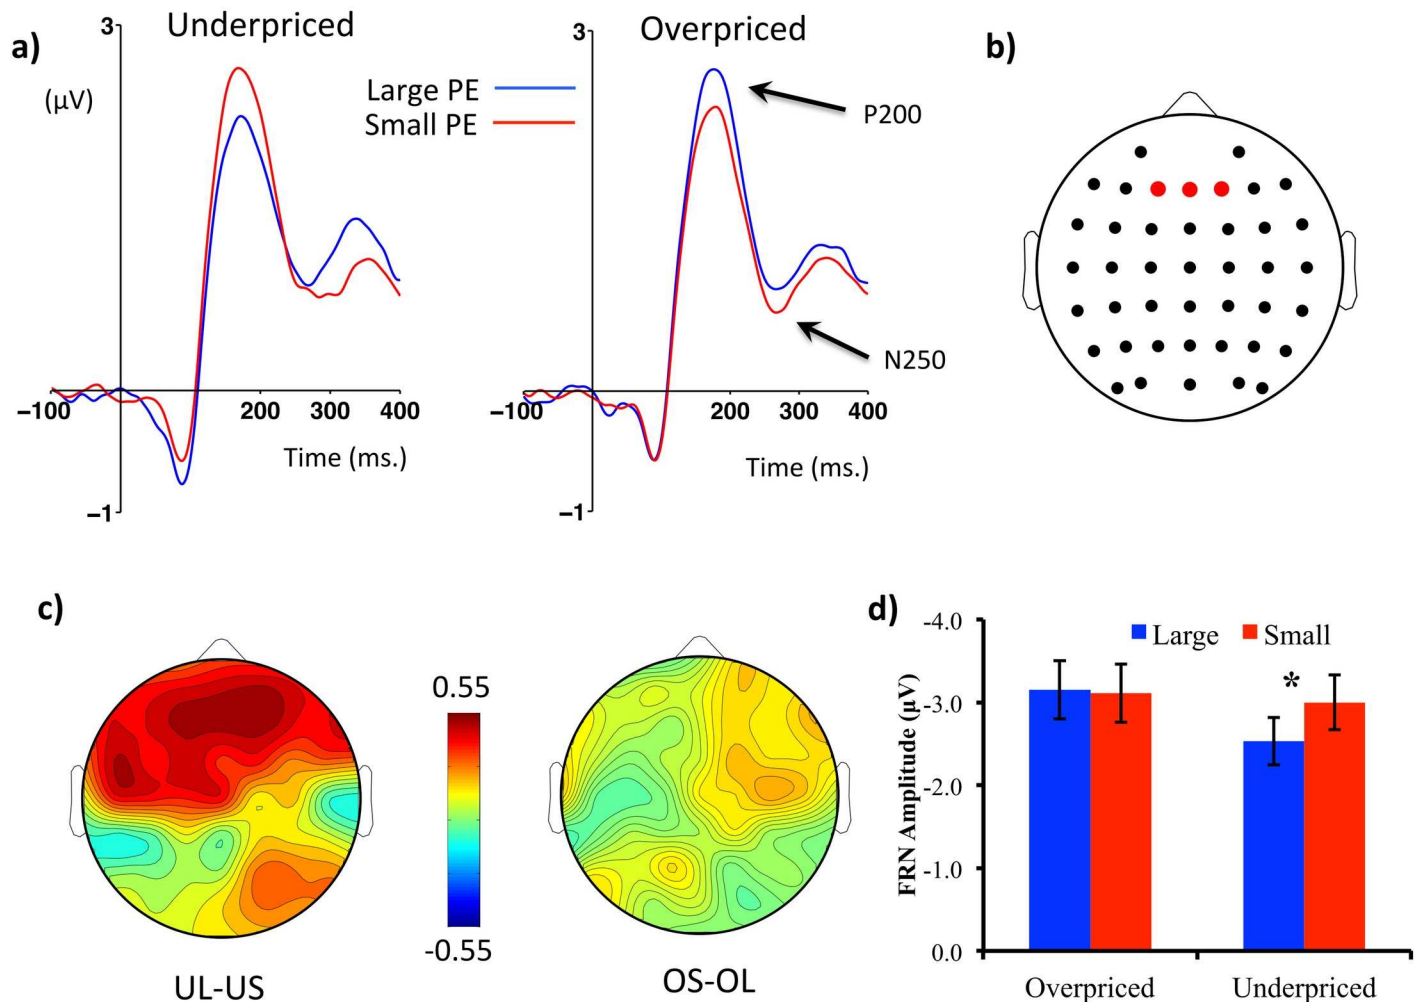 a)
3
Underpriced
(µV)
Large PE
Small PE
−100
200
300
400
Time (ms.)
−1
3
Overpriced
P200
N250
−100
200
300
400
Time (ms.)
−1
b)
c)
0.55
-0.55
UL-US
OS-OL
d)
-4.0
-3.0
-2.0
-1.0
0.0
FRN Amplitude (µV)
Large
Small
*
Overpriced
Underpriced